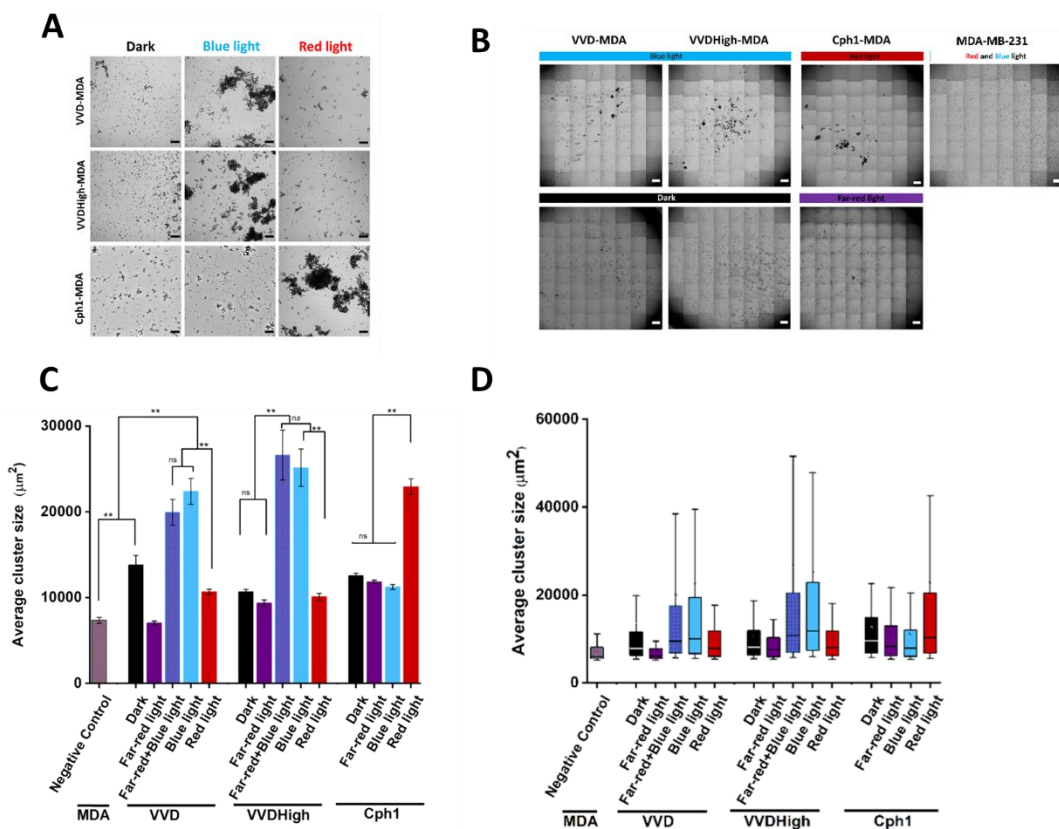 A
Dark Blue light Red light
VVD-MDA
VVDHigh-MDA
Cph1-MDA
B
VVD-MDA VVDHigh-MDA Cph1-MDA MDA-MB-231
Blue light Red light Red and Blue light
Dark Far-red light
C
Average cluster size (μm²)
30000
20000
10000
0
** ** ns ** ns ** ns ** ns **
Negative Control
Dark
Far-red light
Far-red+Blue light
Blue light
Red light
Dark
Far-red light
Far-red+Blue light
Blue light
Red light
Dark
Far-red light
Blue light
Red light
MDA VVD VVDHigh Cph1
D
Average cluster size (μm²)
60000
40000
20000
0
Negative Control
Dark
Far-red light
Far-red+Blue light
Blue light
Red light
Dark
Far-red light
Far-red+Blue light
Blue light
Red light
Dark
Far-red light
Blue light
Red light
MDA VVD VVDHigh Cph1